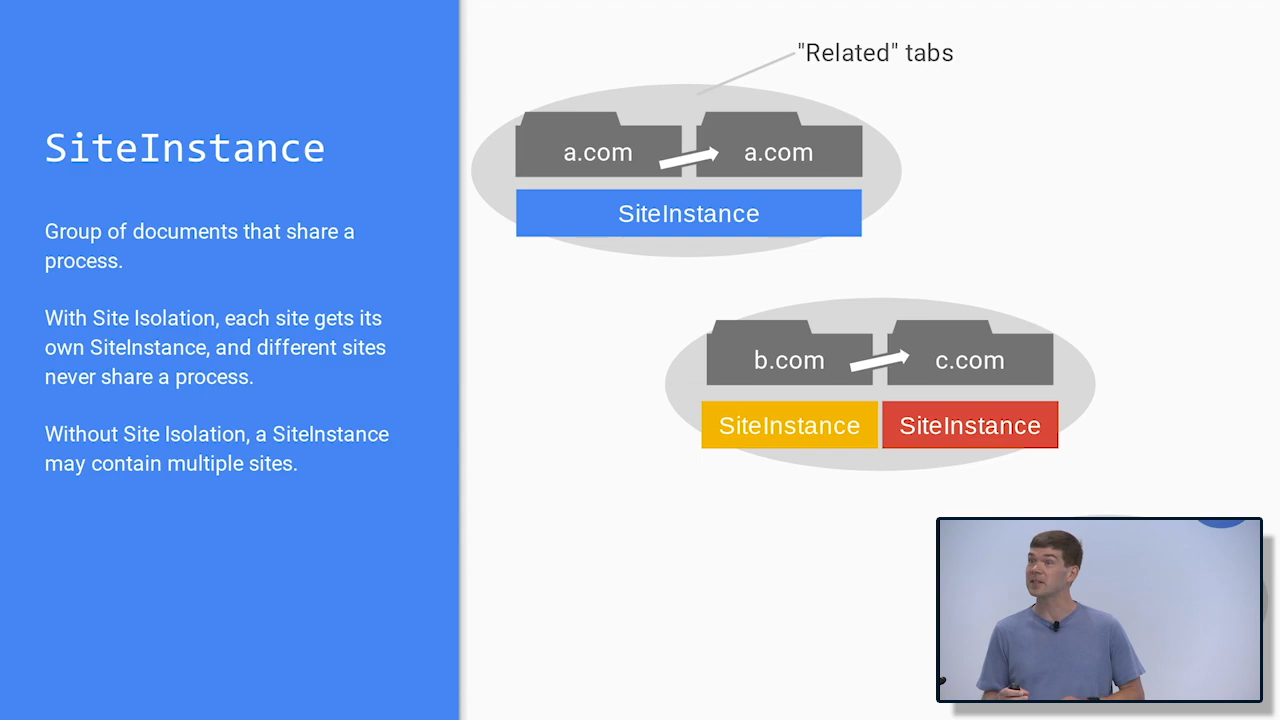 SiteInstance
Group of documents that share a
process.
With Site Isolation, each site gets its
own SiteInstance, and different sites
never share a process.
Without Site Isolation, a SiteInstance
may contain multiple sites.
"Related" tabs
a.com
a.com
SiteInstance
b.com
c.com
SiteInstance
SiteInstance